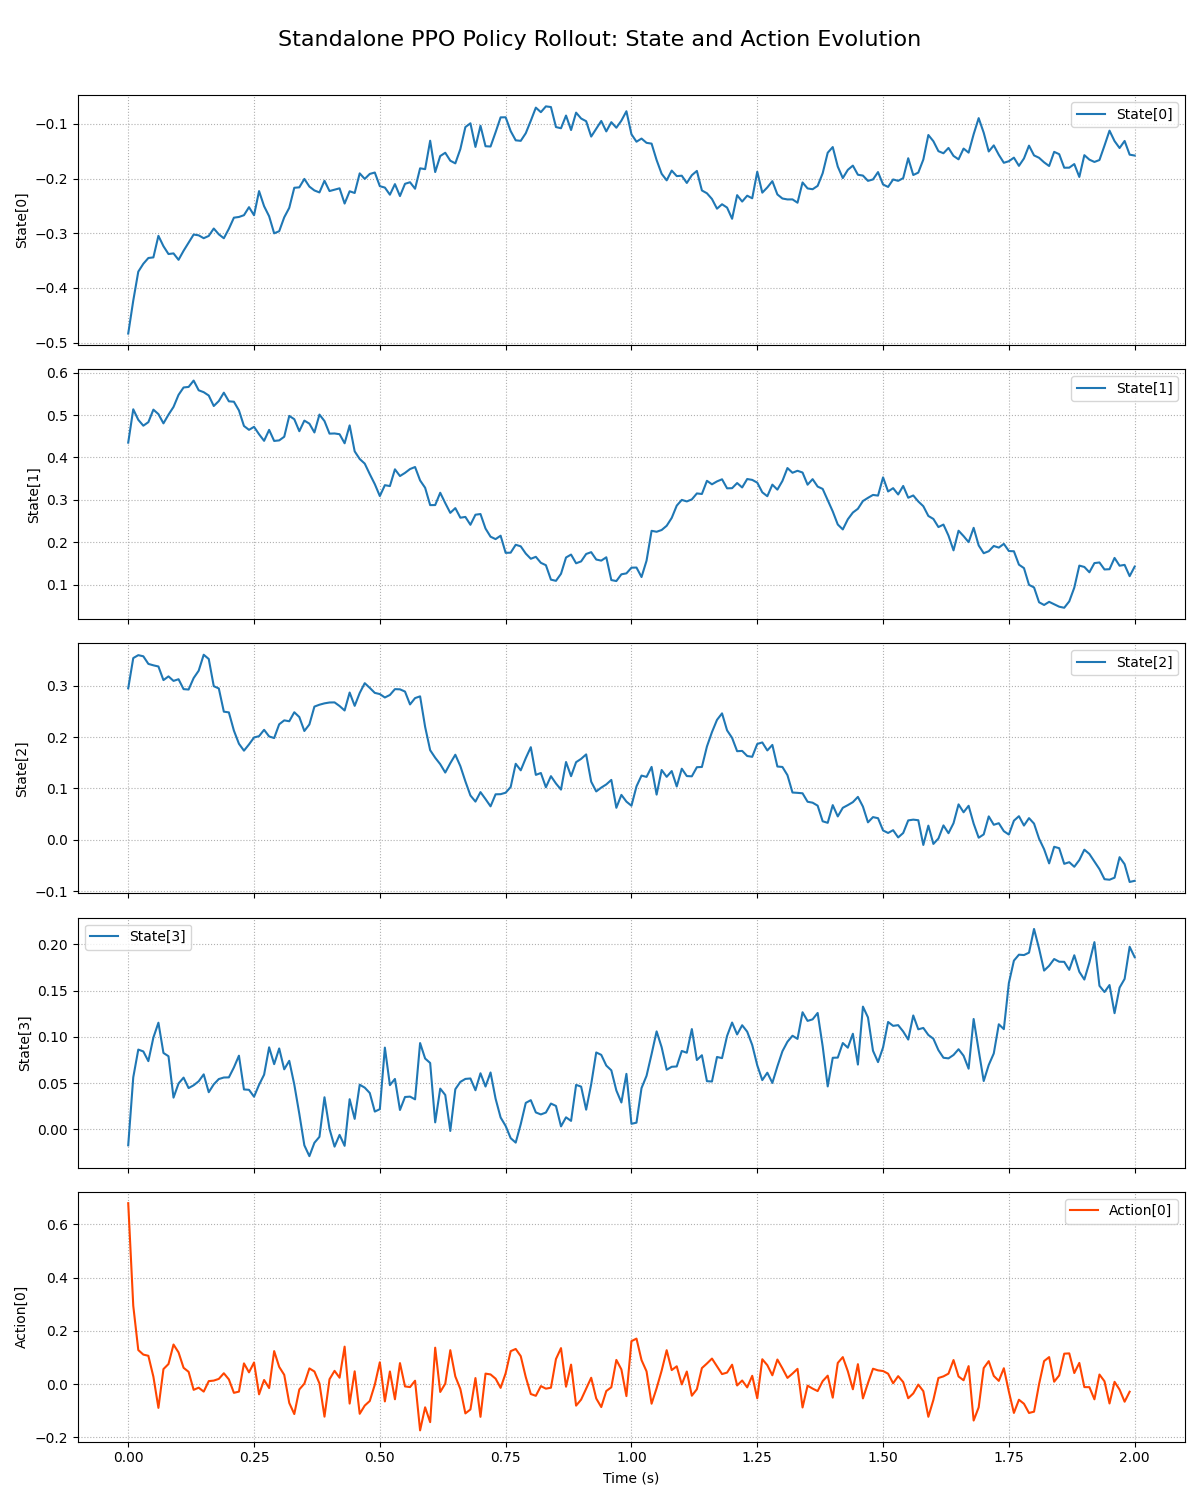 Standalone PPO Policy Rollout: State and Action Evolution
−0.1
−0.2
−0.3
−0.4
−0.5
State[0]
State[0]
0.6
0.5
0.4
0.3
0.2
0.1
State[1]
State[1]
0.3
0.2
0.1
0.0
−0.1
State[2]
State[2]
0.20
0.15
0.10
0.05
0.00
State[3]
State[3]
0.6
0.4
0.2
0.0
−0.2
Action[0]
Action[0]
0.00 0.25 0.50 0.75 1.00 1.25 1.50 1.75 2.00
Time (s)